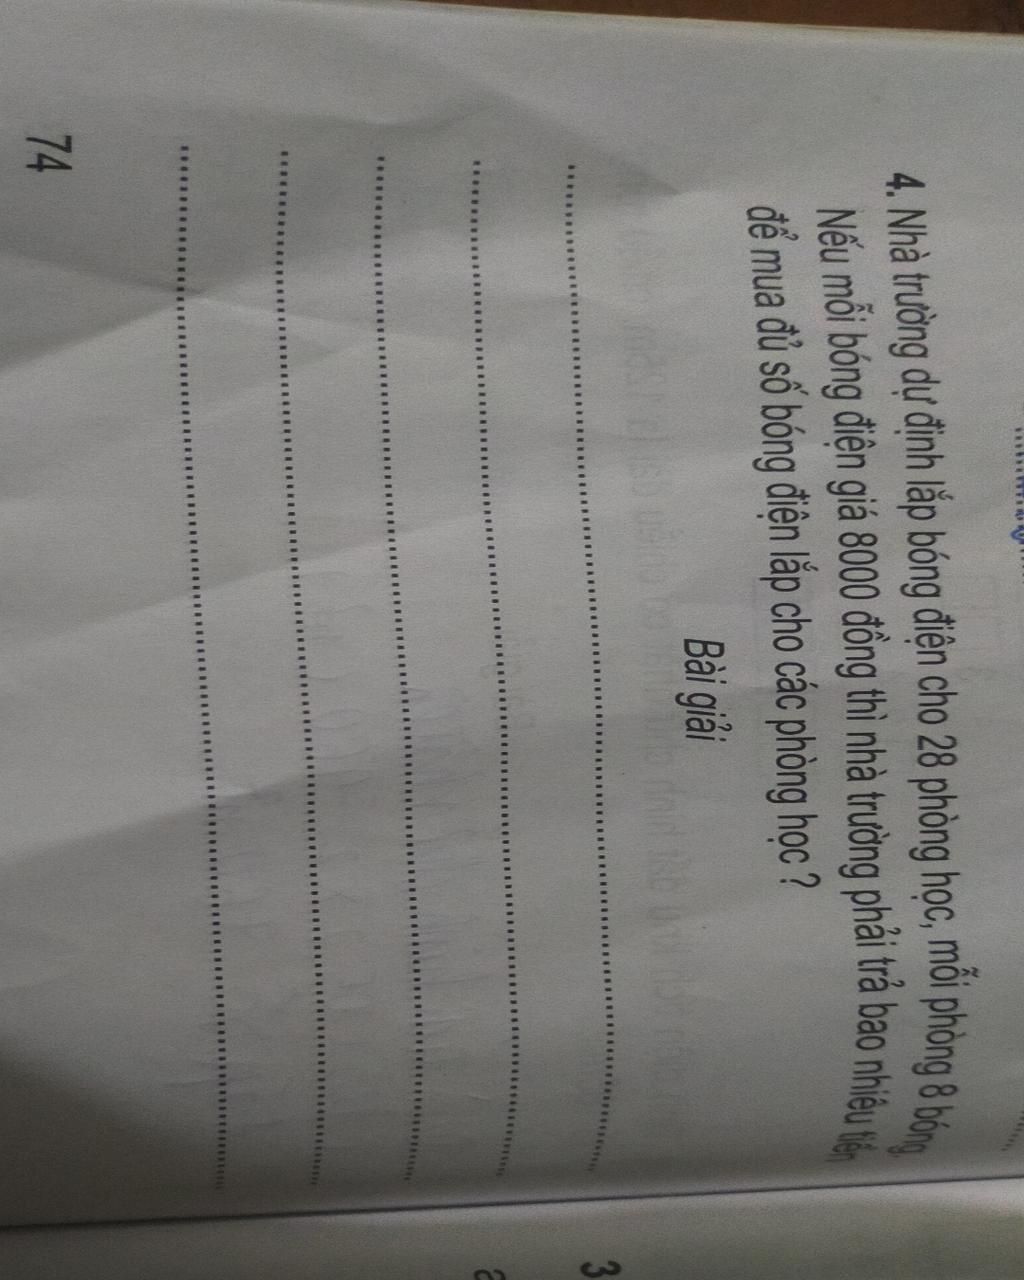 4. Nhà trường dự định lắp bóng điện cho 28 phòng học, mỗi phòng 8 bóng.
Nếu mỗi bóng điện giá 8000 đồng thì nhà trường phải trả bao nhiêu tiền
để mua đủ số bóng điện lắp cho các phòng học ?
Bài giải
74
3
a